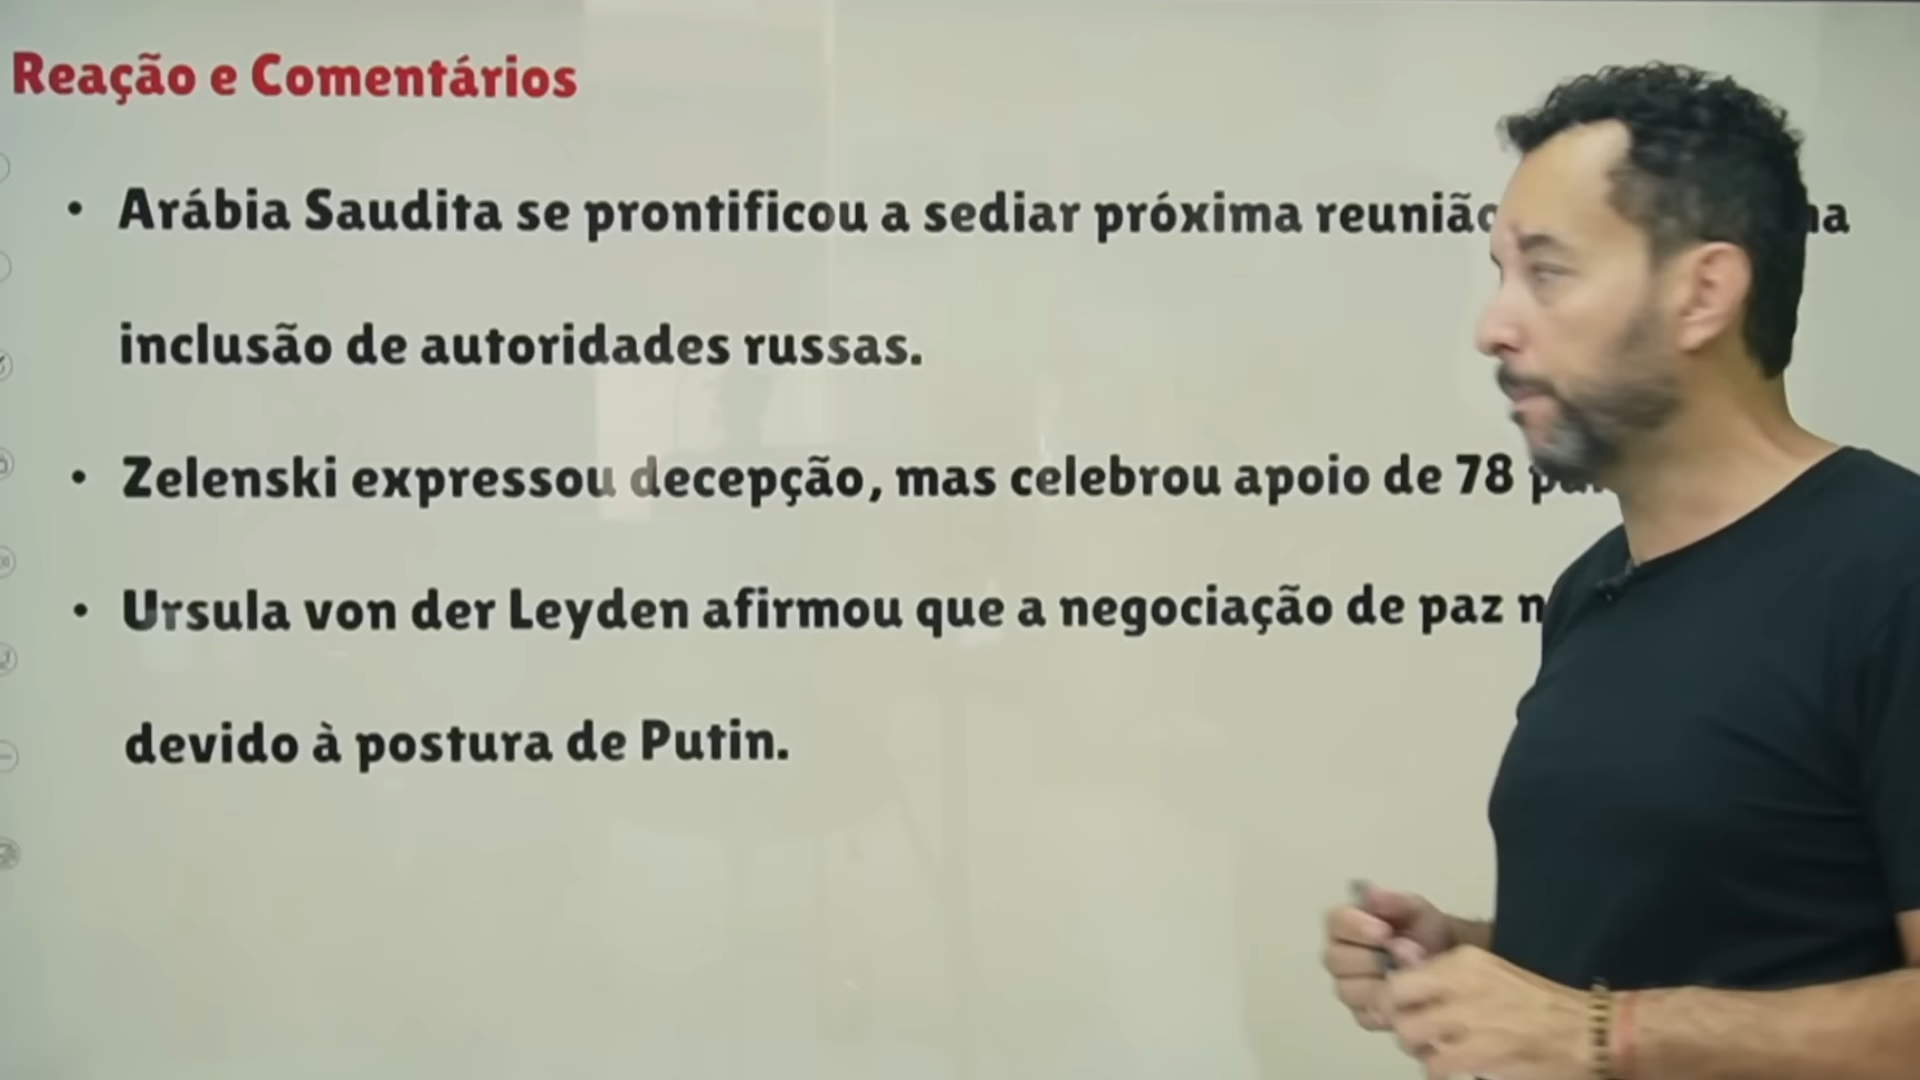 Reação e Comentários
• Arábia Saudita se prontificou a sediar próxima reunião
inclusão de autoridades russas.
• Zelenski expressou decepção, mas celebrou apoio de 78
• Ursula von der Leyden afirmou que a negociação de paz
devido à postura de Putin.